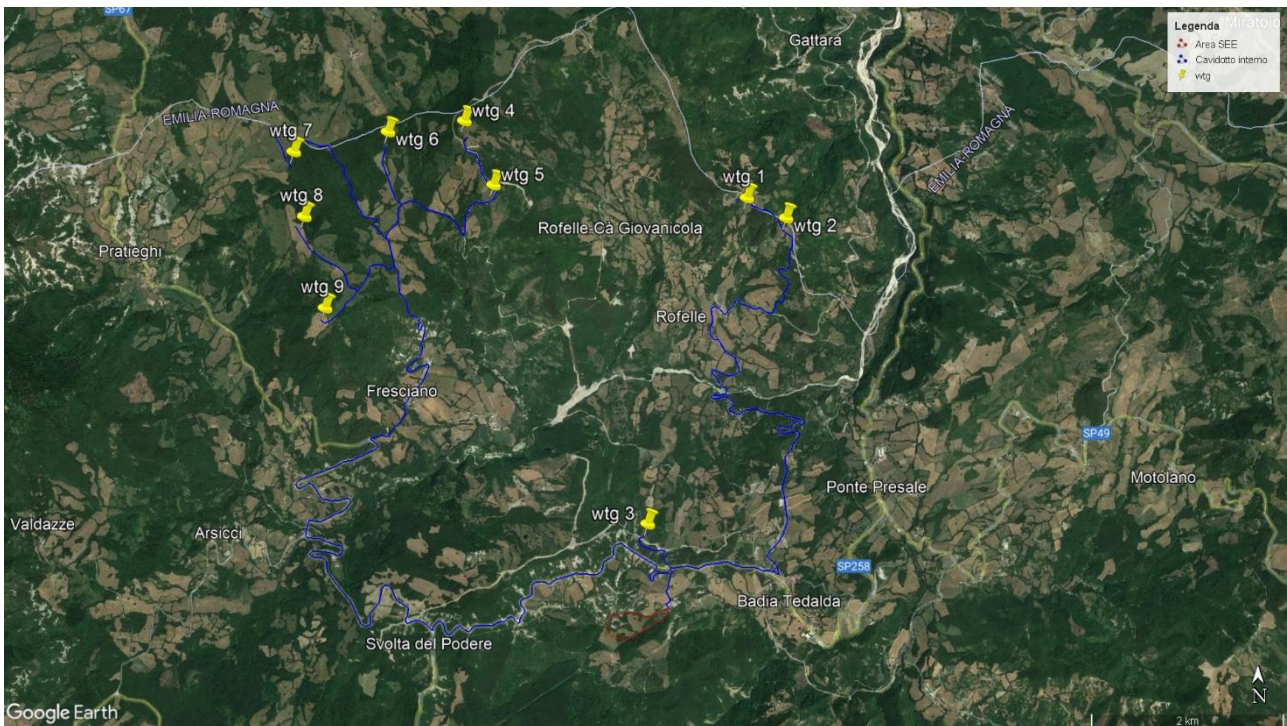 SP67
Gattara
Legenda
Area SEE
Cavidotto interno
wtg
EMILIA-ROMAGNA
wtg 7
wtg 6
wtg 4
wtg 5
wtg 8
wtg 1
wtg 2
EMILIA-ROMAGNA
Rofelle-Cà Giovanicola
Pratieghi
wtg 9
Rofelle
Fresciano
SP49
Motolano
Ponte Presale
wtg 3
Valdazze
Arsicci
SP258
Badia Tedalda
Svolta del Podere
N
Google Earth
2 km